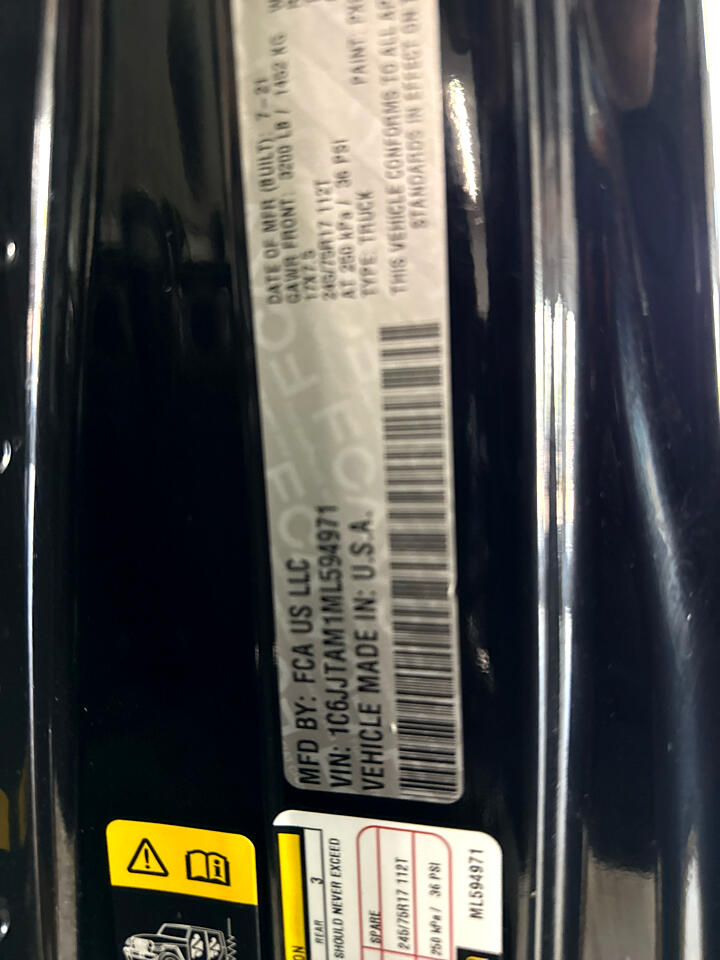 MFD BY: FCA US LLC
VIN: 1C6JJTAM1ML594971
VEHICLE MADE IN: U.S.A.
DATE OF MFR (BUILT): 7-21
GAWR FRONT: 3200 LB / 1452 KG
17X7.5
245/75R17 112T
AT 250 kPa / 36 PSI
TYPE: TRUCK
PAINT:
THIS VEHICLE CONFORMS TO ALL
STANDARDS IN EFFECT ON
ON
REAR 3
SHOULD NEVER EXCEED
SPARE
245/75R17 112T
250 kPa / 36 PSI
ML594971